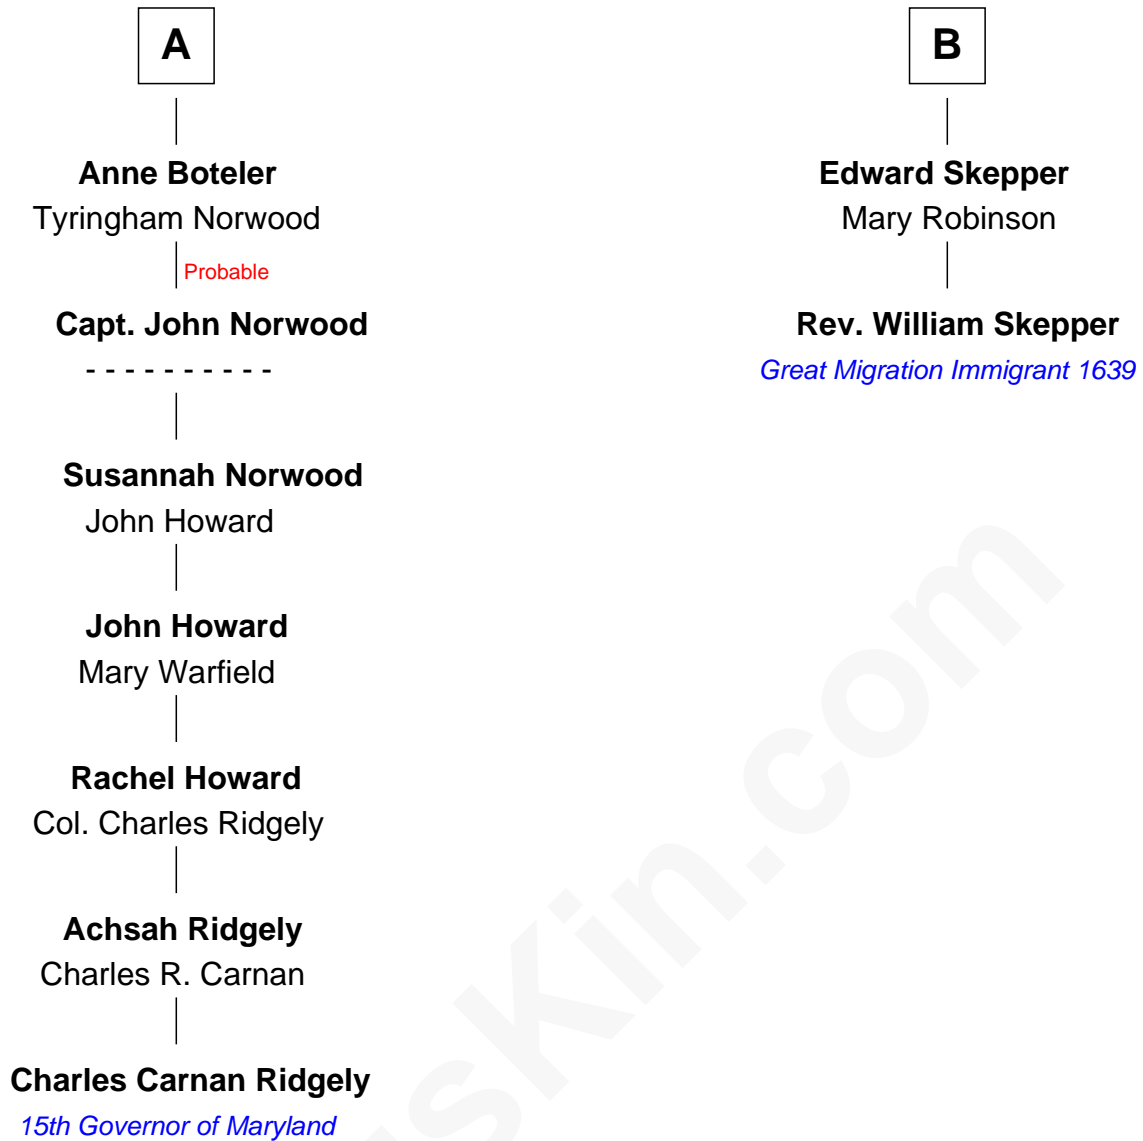 A
Anne Boteler
Tyringham Norwood
Probable
Capt. John Norwood
- - - - - - - - - -
Susannah Norwood
John Howard
John Howard
Mary Warfield
Rachel Howard
Col. Charles Ridgely
Achsah Ridgely
Charles R. Carnan
Charles Carnan Ridgely
15th Governor of Maryland
B
Edward Skepper
Mary Robinson
Rev. William Skepper
Great Migration Immigrant 1639
usKin.com